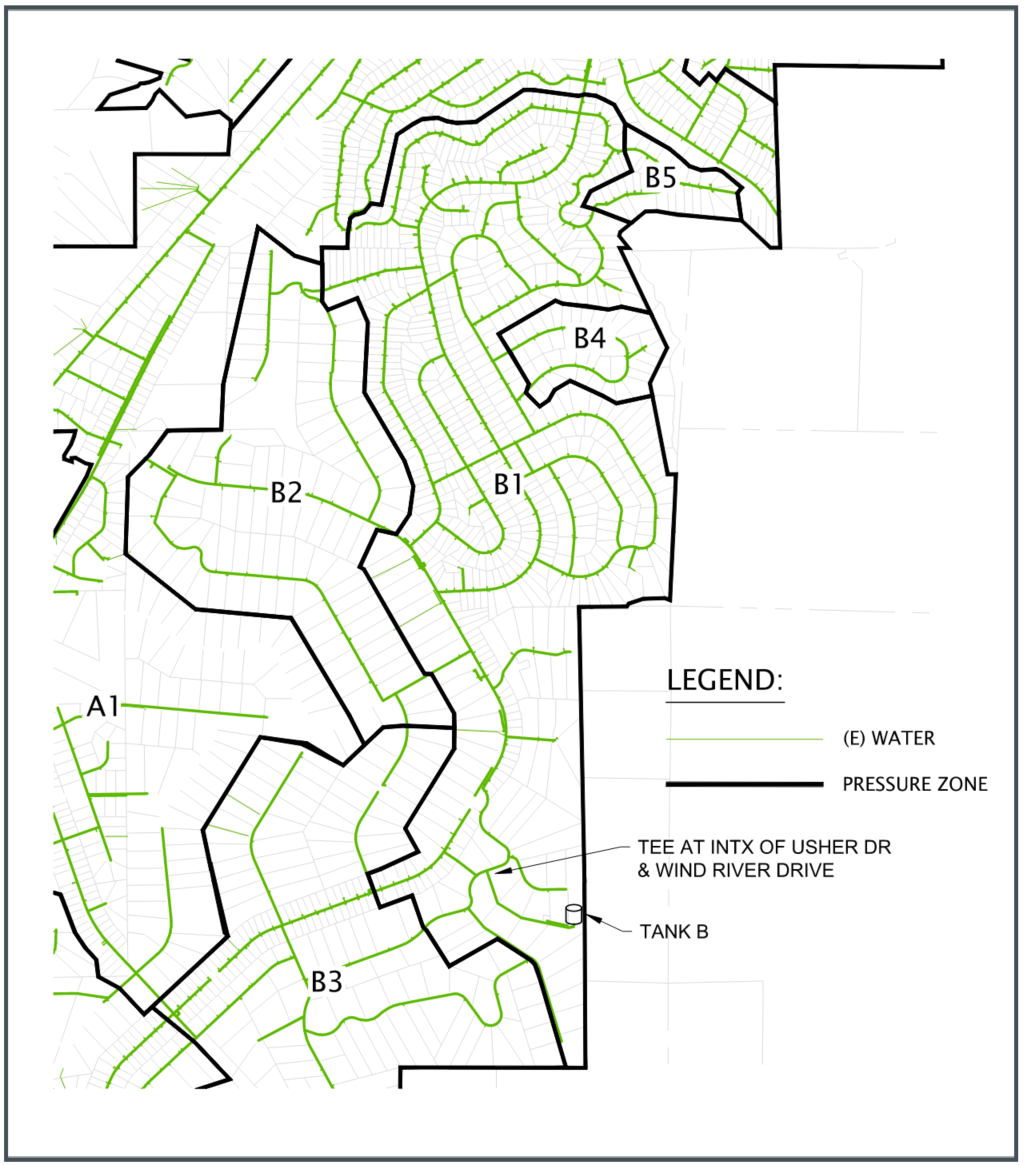 B5
B4
B1
B2
A1
LEGEND:
(E) WATER
PRESSURE ZONE
TEE AT INTX OF USHER DR
& WIND RIVER DRIVE
TANK B
B3